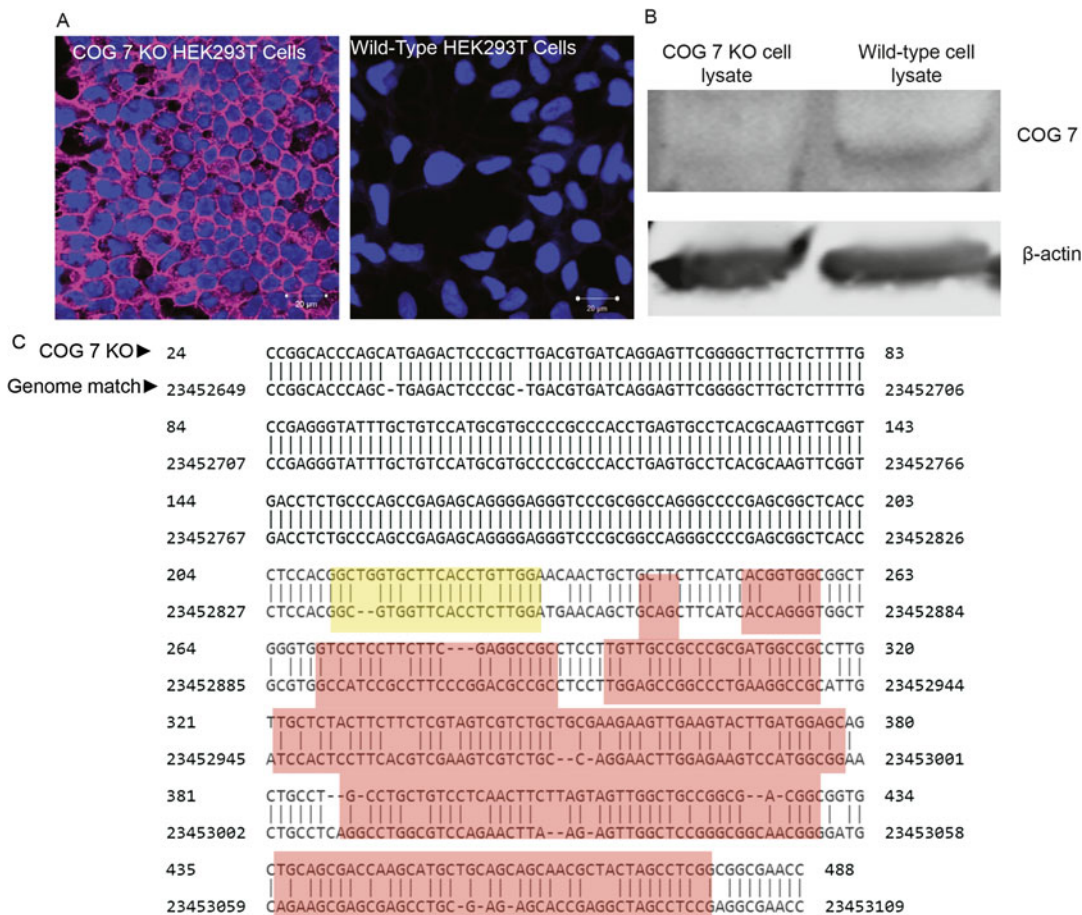 A
COG 7 KO HEK293T Cells
Wild-Type HEK293T Cells
20 µm
20 µm
B
COG 7 KO cell
lysate
Wild-type cell
lysate
COG 7
β-actin
C
COG 7 KO
24 CCGGCACCCAGCATGAGACTCCCGCTTGACGTGATCAGGAGTTCGGGGCTTGCTCTTTTG 83
Genome match
23452649 CCGGCACCCAGC-TGAGACTCCCGC-TGACGTGATCAGGAGTTCGGGGCTTGCTCTTTTG 23452706
84 CCGAGGGTATTTGCTGTCCATGCGTGCCCCGCCCACCTGAGTGCCTCACGCAAGTTCGGT 143
23452707 CCGAGGGTATTTGCTGTCCATGCGTGCCCCGCCCACCTGAGTGCCTCACGCAAGTTCGGT 23452766
144 GACCTCTGCCCAGCCGAGAGCAGGGGAGGGTCCCGCGGCCAGGGCCCCGAGCGGCTCACC 203
23452767 GACCTCTGCCCAGCCGAGAGCAGGGGAGGGTCCCGCGGCCAGGGCCCCGAGCGGCTCACC 23452826
204 CTCCACGGCTGGTGCTTCACCTGTTGGAACAACTGCTGCTTCTTCATCACGGTGGCGGCT 263
23452827 CTCCACGGC--GTGGTTCACCTCTTGGATGAACAGCTGCAGCTTCATCACCAGGGTGGCT 23452884
264 GGGTGGTCCTCCTTCTTC---GAGGCCGCCTCCTTGTTGCCGCCCGCGATGGCCGCCTTG 320
23452885 GCGTGGCCATCCGCCTTCCCGGACGCCGCCTCCTTGGAGCCGGCCCTGAAGGCCGCATTG 23452944
321 TTGCTCTACTTCTTCTCGTAGTCGTCTGCTGCGAAGAAGTTGAAGTACTTGATGGAGCAG 380
23452945 ATCCACTCCTTCACGTCGAAGTCGTCTGC--C-AGGAACTTGGAGAAGTCCATGGCGGAA 23453001
381 CTGCCT--G-CCTGCTGTCCTCAACTTCTTAGTAGTTGGCTGCCGGCG--A-CGGCGGTG 434
23453002 CTGCCTCAGGCCTGGCGTCCAGAACTTA--AG-AGTTGGCTCCGGGCGGCAACGGGGATG 23453058
435 CTGCAGCGACCAAGCATGCTGCAGCAGCAACGCTACTAGCCTCGGCGGCGAACC 488
23453059 CAGAAGCGAGCGAGCCTGC-G-AG-AGCACCGAGGCTAGCCTCCGAGGCGAACC 23453109